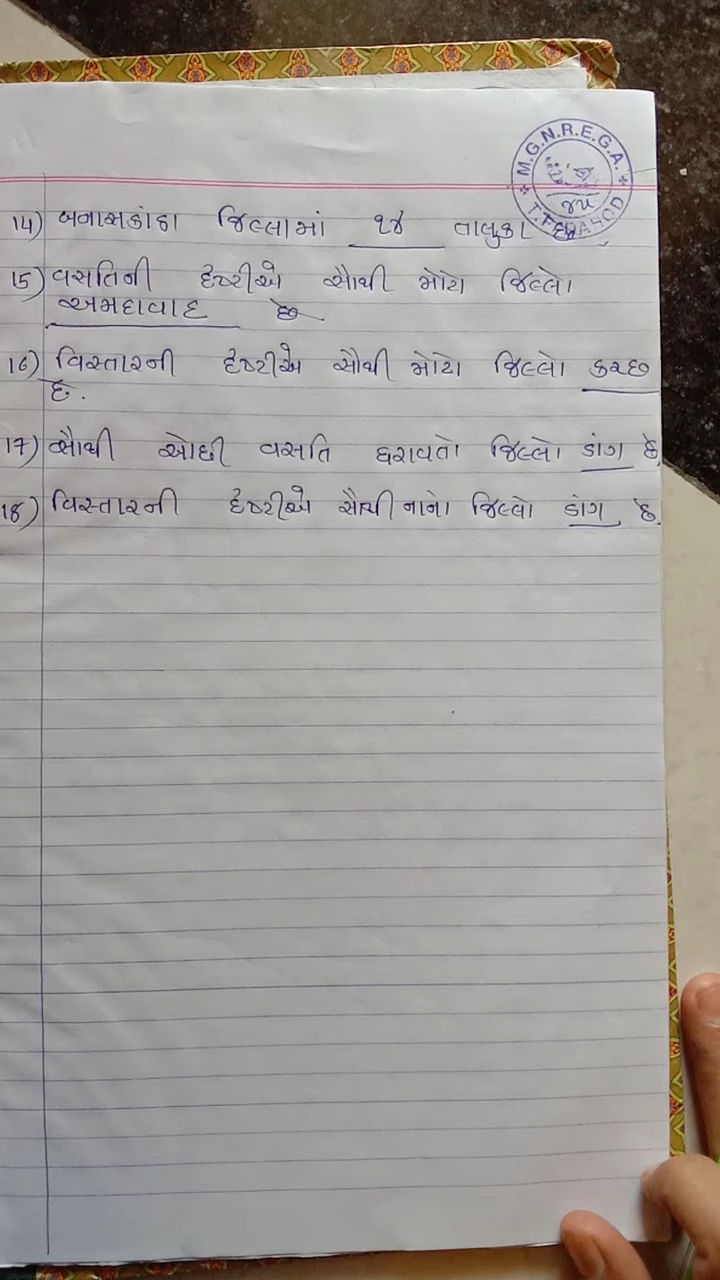 M.G.N.R.E.G.A.
14) બનાસકાંઠા જિલ્લામાં ૧૪ તાલુકા છે.
15) વસતિની દ્રષ્ટીએ સૌથી મોટો જિલ્લો
અમદાવાદ છે
16) વિસ્તારની દ્રષ્ટીએ સૌથી મોટો જિલ્લો કચ્છ
છે.
17) સૌથી ઓછી વસતિ ધરાવતો જિલ્લો ડાંગ છે.
18) વિસ્તારની દ્રષ્ટીએ સૌથી નાનો જિલ્લો ડાંગ છે.